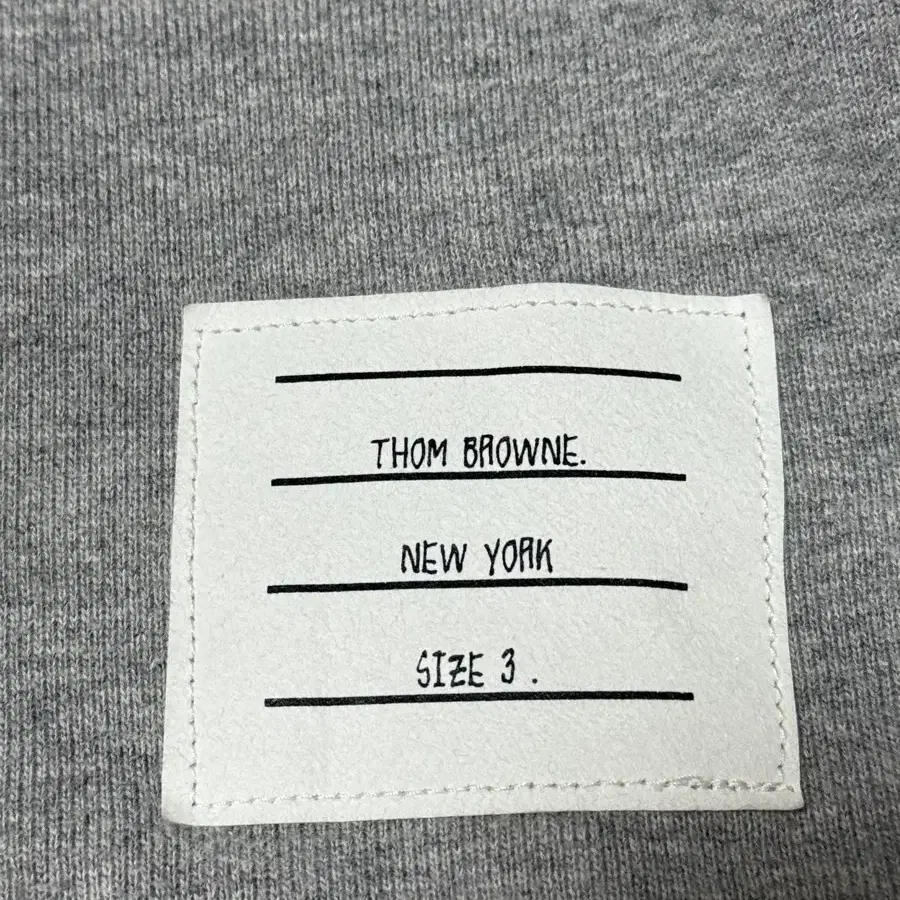 THOM BROWNE.
NEW YORK
SIZE 3 .